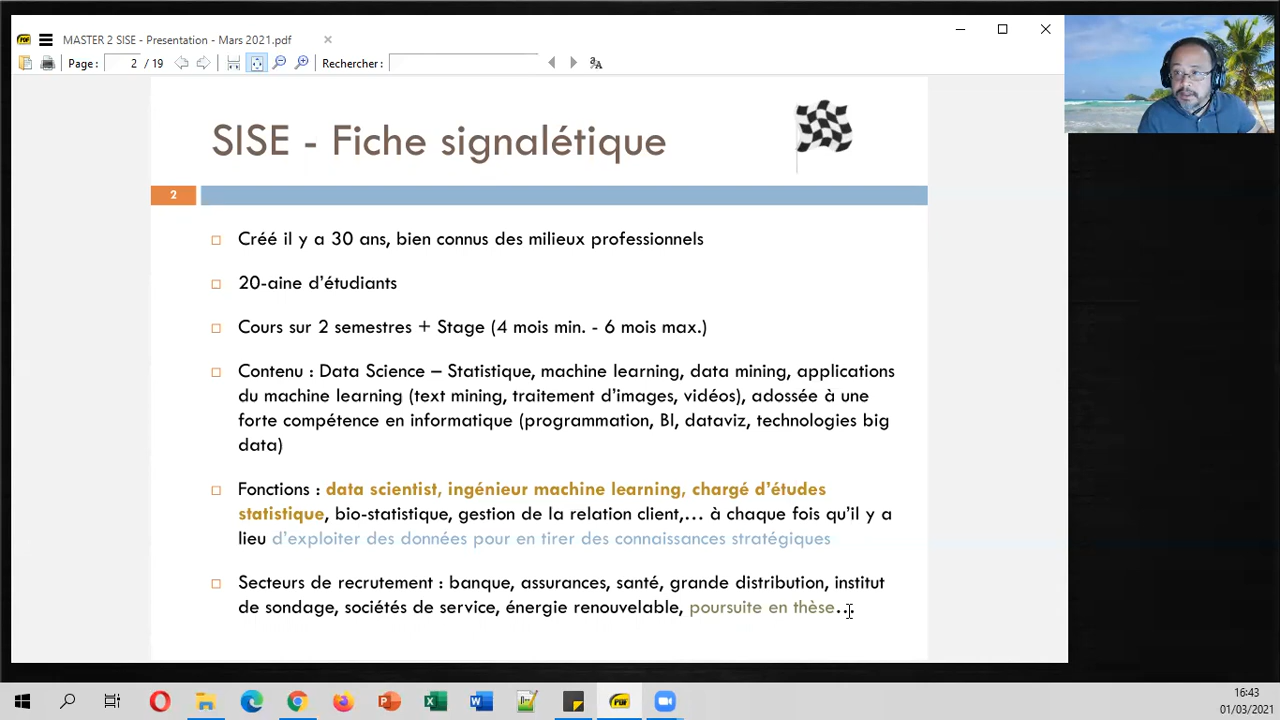 MASTER 2 SISE - Presentation - Mars 2021.pdf
Page : 2 / 19 Rechercher :
SISE - Fiche signalétique
2
Créé il y a 30 ans, bien connus des milieux professionnels
20-aine d'étudiants
Cours sur 2 semestres + Stage (4 mois min. - 6 mois max.)
Contenu : Data Science – Statistique, machine learning, data mining, applications
du machine learning (text mining, traitement d'images, vidéos), adossée à une
forte compétence en informatique (programmation, BI, dataviz, technologies big
data)
Fonctions : data scientist, ingénieur machine learning, chargé d'études
statistique, bio-statistique, gestion de la relation client,... à chaque fois qu'il y a
lieu d'exploiter des données pour en tirer des connaissances stratégiques
Secteurs de recrutement : banque, assurances, santé, grande distribution, institut
de sondage, sociétés de service, énergie renouvelable, poursuite en thèse...
16:43
01/03/2021